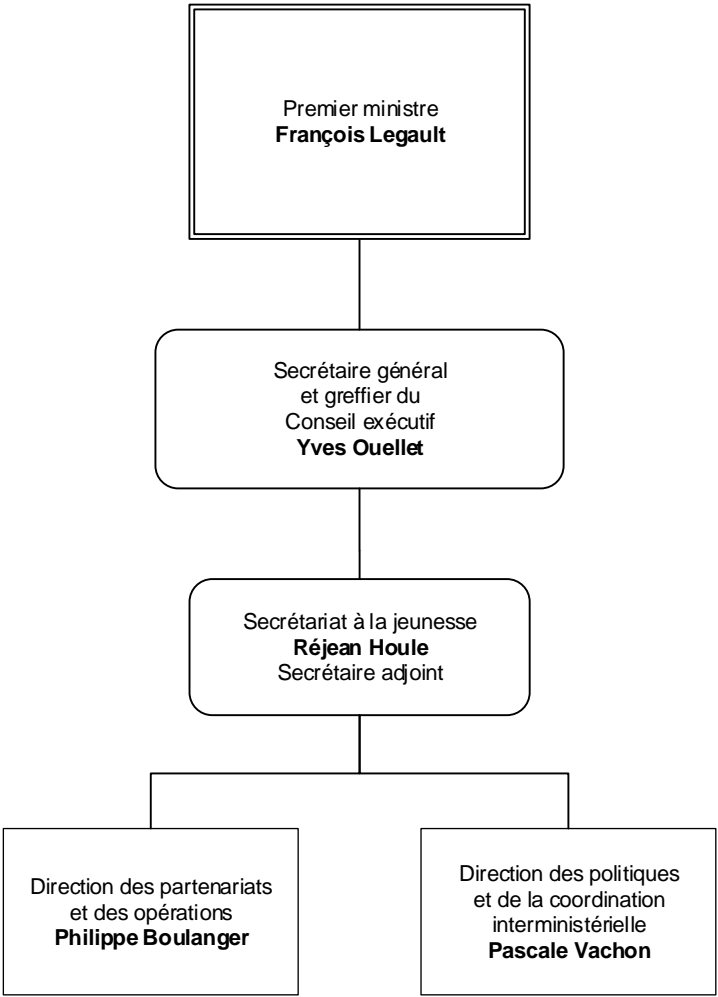 Premier ministre
François Legault
Secrétaire général
et greffier du
Conseil exécutif
Yves Ouellet
Secrétariat à la jeunesse
Réjean Houle
Secrétaire adjoint
Direction des partenariats
et des opérations
Philippe Boulanger
Direction des politiques
et de la coordination
interministérielle
Pascale Vachon